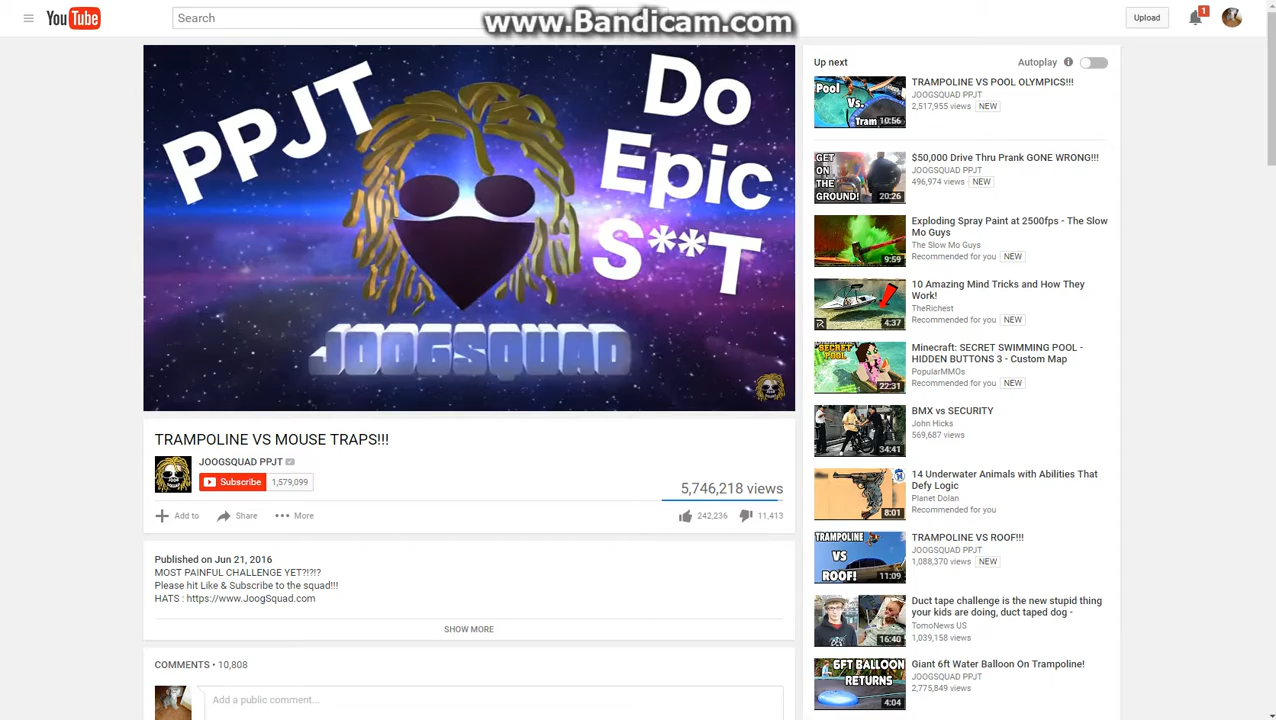 YouTube
Search
www.Bandicam.com
Upload
1
PPJT
Do
Epic
S**T
JOOGSQUAD
TRAMPOLINE VS MOUSE TRAPS!!!
JOOGSQUAD PPJT
Subscribe 1,579,099
5,746,218 views
Add to Share More
242,236 11,413
Published on Jun 21, 2016
MOST PAINFUL CHALLENGE YET?!?!?
Please hit Like & Subscribe to the squad!!!
HATS : https://www.JoogSquad.com
SHOW MORE
COMMENTS • 10,808
Add a public comment...
Up next
Autoplay
Pool
Vs.
Tram
10:56
TRAMPOLINE VS POOL OLYMPICS!!!
JOOGSQUAD PPJT
2,517,955 views NEW
GET
ON
THE
GROUND!
20:26
$50,000 Drive Thru Prank GONE WRONG!!!
JOOGSQUAD PPJT
496,974 views NEW
9:59
Exploding Spray Paint at 2500fps - The Slow
Mo Guys
The Slow Mo Guys
Recommended for you NEW
4:37
10 Amazing Mind Tricks and How They
Work!
TheRichest
Recommended for you NEW
SECRET
POOL
22:31
Minecraft: SECRET SWIMMING POOL -
HIDDEN BUTTONS 3 - Custom Map
PopularMMOs
Recommended for you NEW
34:41
BMX vs SECURITY
John Hicks
569,687 views
8:01
14 Underwater Animals with Abilities That
Defy Logic
Planet Dolan
Recommended for you
TRAMPOLINE
VS
ROOF!
11:09
TRAMPOLINE VS ROOF!!!
JOOGSQUAD PPJT
1,088,370 views NEW
16:40
Duct tape challenge is the new stupid thing
your kids are doing, duct taped dog -
TomoNews US
1,039,158 views
6FT BALLOON
RETURNS
4:04
Giant 6ft Water Balloon On Trampoline!
JOOGSQUAD PPJT
2,775,849 views